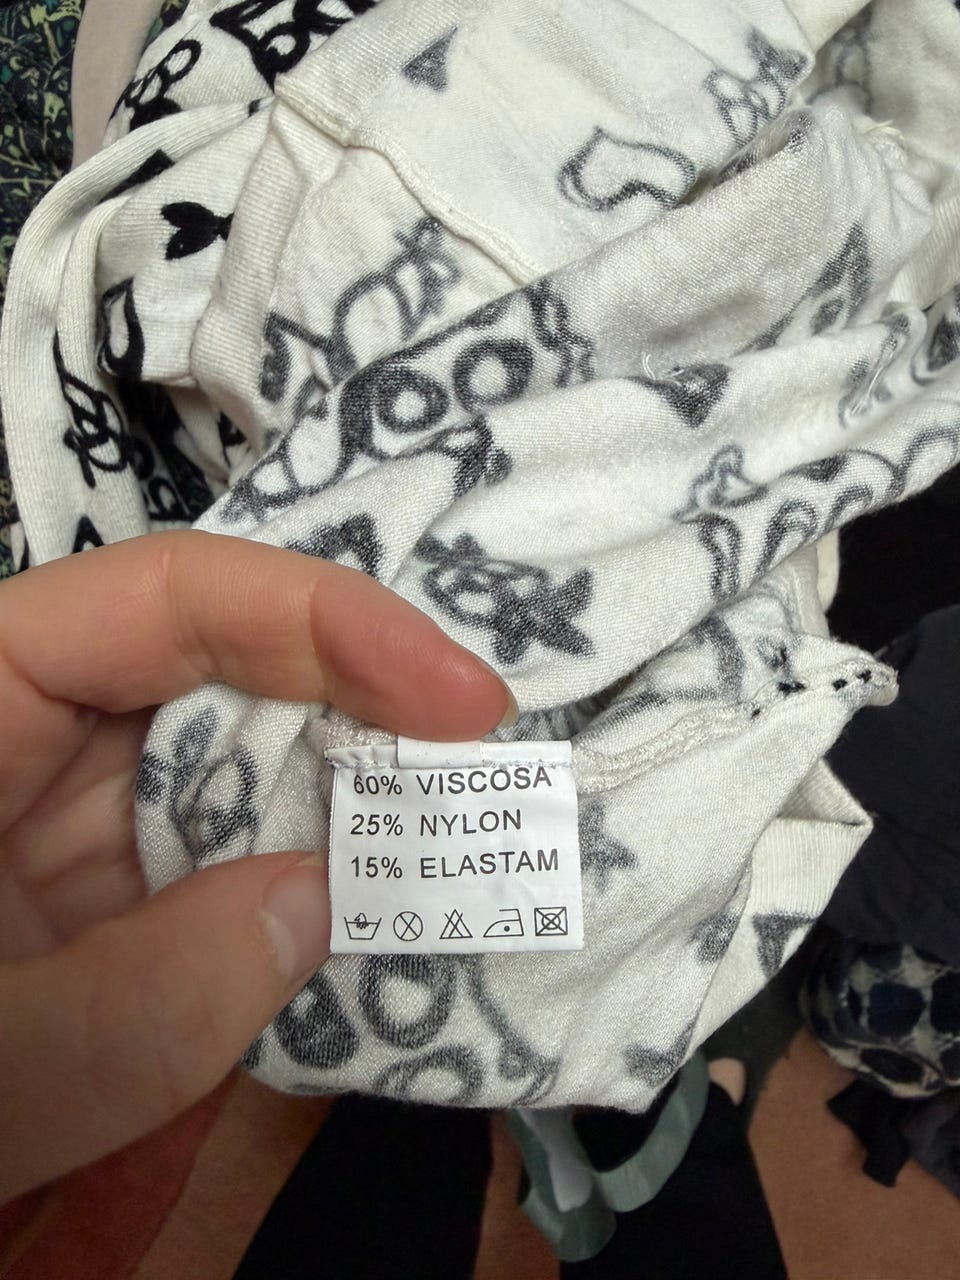 60% VISCOSA
25% NYLON
15% ELASTAM